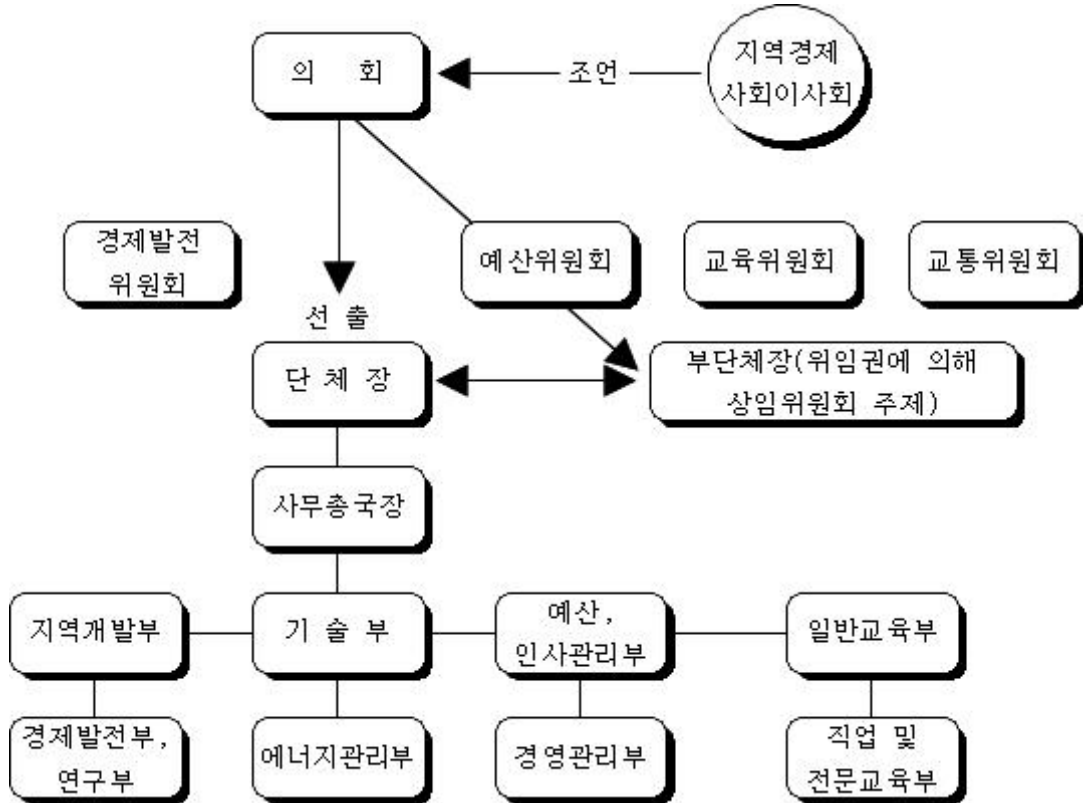 의 회
조언
지역경제
사회이사회
경제발전
위원회
예산위원회
교육위원회
교통위원회
선 출
단 체 장
부단체장(위임권에 의해
상임위원회 주제)
사무총국장
지역개발부
기 술 부
예산,
인사관리부
일반교육부
경제발전부,
연구부
에너지관리부
경영관리부
직업 및
전문교육부